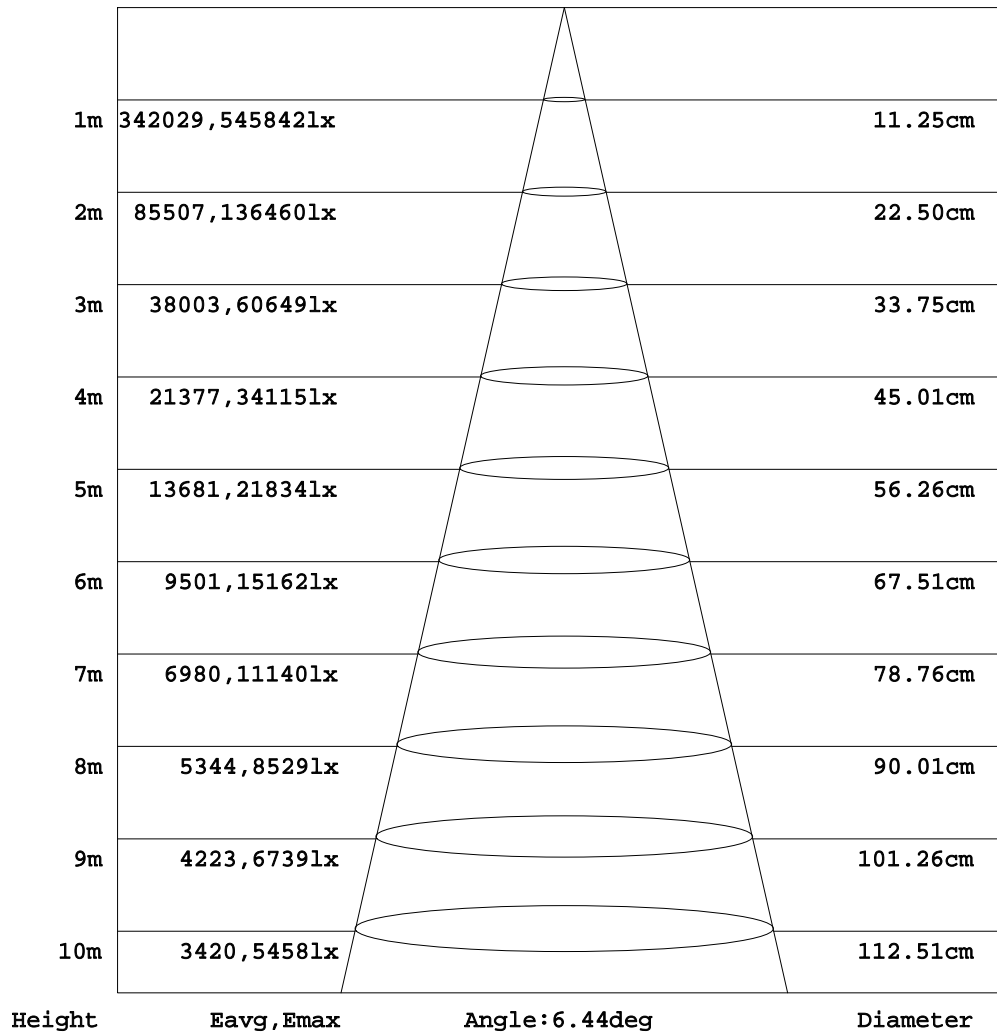 1m 342029,545842lx 11.25cm
2m 85507,136460lx 22.50cm
3m 38003,60649lx 33.75cm
4m 21377,34115lx 45.01cm
5m 13681,21834lx 56.26cm
6m 9501,15162lx 67.51cm
7m 6980,11140lx 78.76cm
8m 5344,8529lx 90.01cm
9m 4223,6739lx 101.26cm
10m 3420,5458lx 112.51cm
Height Eavg,Emax Angle:6.44deg Diameter